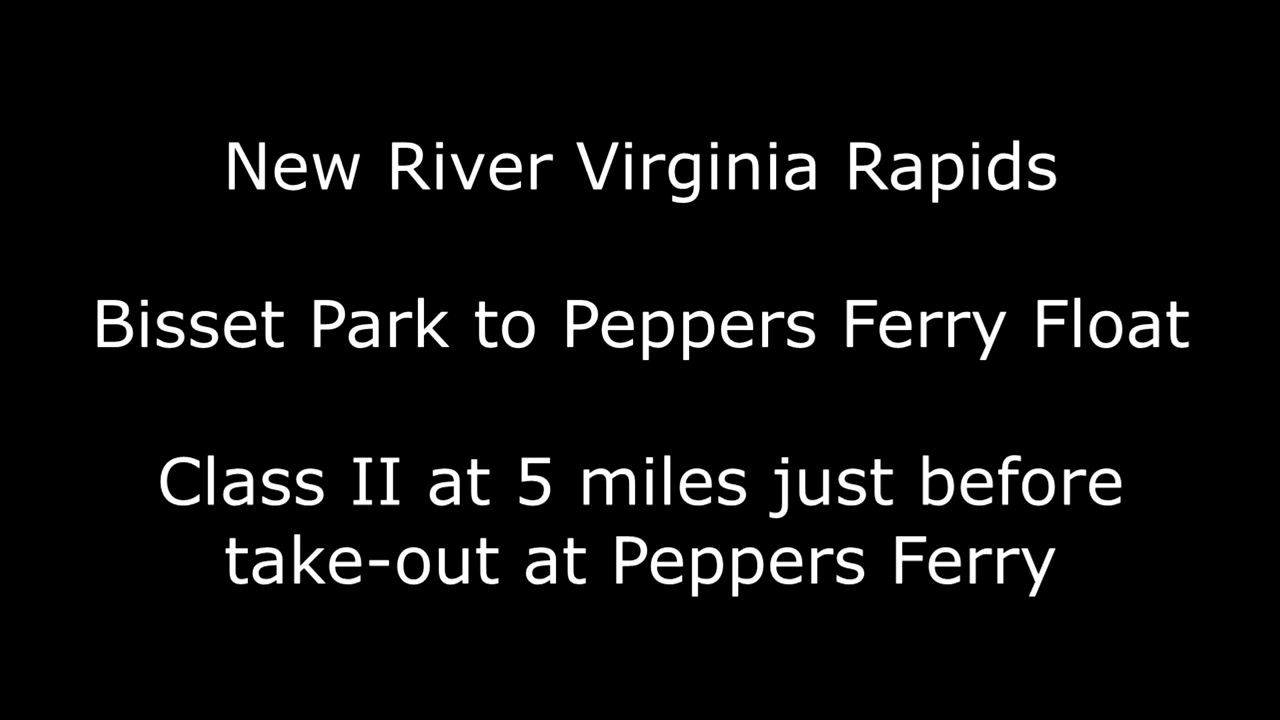 New River Virginia Rapids
Bisset Park to Peppers Ferry Float
Class II at 5 miles just before
take-out at Peppers Ferry